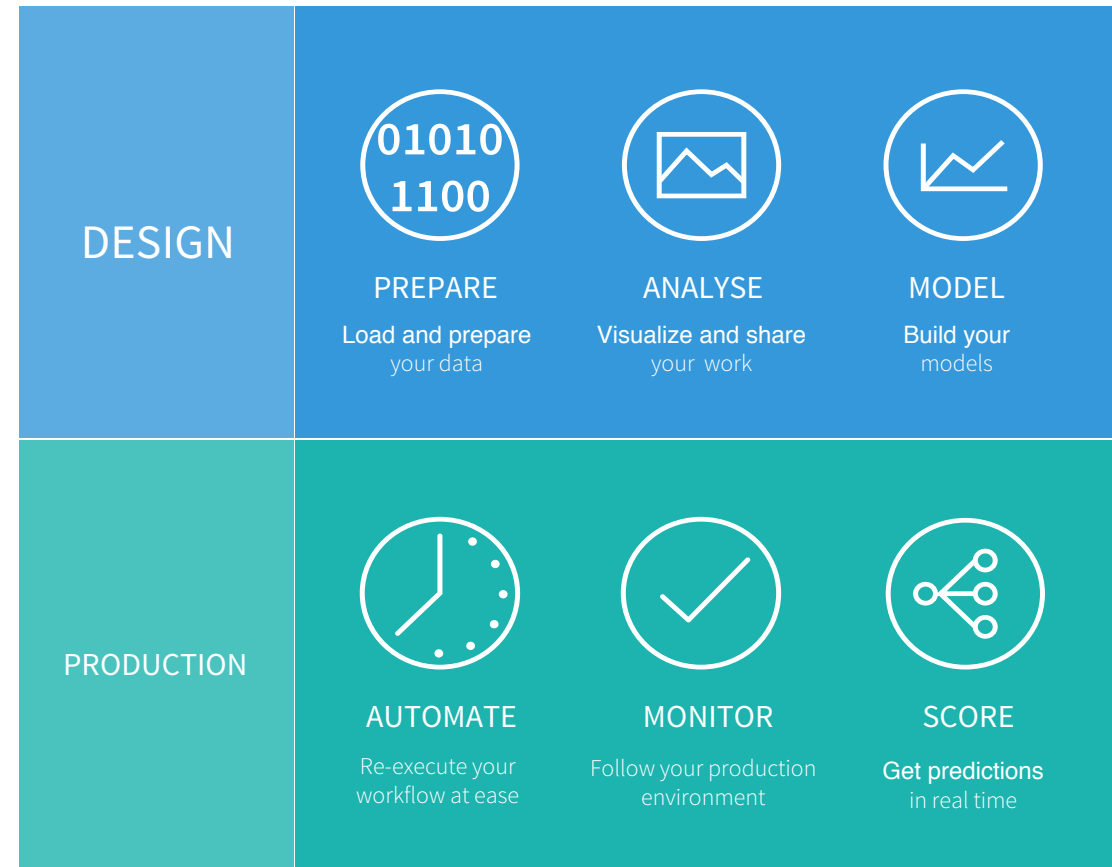 DESIGN
01010
1100
PREPARE
Load and prepare
your data
ANALYSE
Visualize and share
your work
MODEL
Build your
models
PRODUCTION
AUTOMATE
Re-execute your
workflow at ease
MONITOR
Follow your production
environment
SCORE
Get predictions
in real time